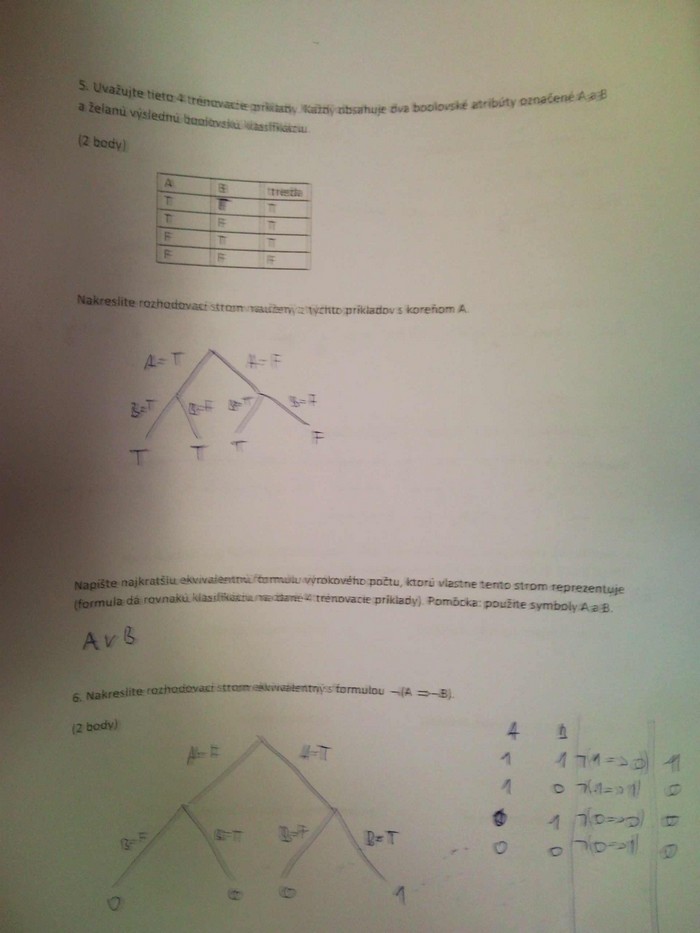 5. Uvažujte tieto 4 trénovacie príklady. Každý obsahuje dva boolovské atribúty označené A a B
a želanú výslednú boolovskú klasifikáciu.
(2 body)
A B trieda
T T T
T F T
F T T
F F F
Nakreslite rozhodovací strom naučený z týchto príkladov s koreňom A.
A=T A=F
B=T B=F B=T B=F
T T T F
Napíšte najkratšiu ekvivalentnú formulu výrokového počtu, ktorú vlastne tento strom reprezentuje
(formula dá rovnakú klasifikáciu na dané 4 trénovacie príklady). Pomôcka: použite symboly A a B.
A ∨ B
6. Nakreslite rozhodovací strom ekvivalentný s formulou ¬(A ⇒¬B).
(2 body)
A B
A=F A=T
1 1 ¬(1=>0) 1
1 0 ¬(1=>1) 0
0 1 ¬(0=>0) 0
B=F B=T B=F B=T
0 0 ¬(0=>1) 0
0 0 0 1